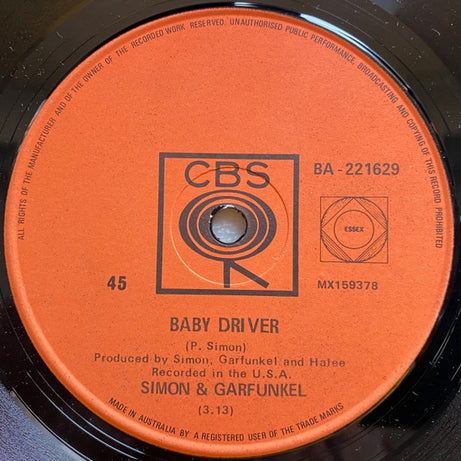 ALL RIGHTS OF THE MANUFACTURER AND OF THE OWNER OF THE RECORDED WORK RESERVED. UNAUTHORISED PUBLIC PERFORMANCE, BROADCASTING AND COPYING OF THIS RECORD PROHIBITED
CBS
BA-221629
ESSEX
45
MX159378
BABY DRIVER
(P. Simon)
Produced by Simon, Garfunkel and Halee
Recorded in the U.S.A.
SIMON & GARFUNKEL
(3.13)
MADE IN AUSTRALIA BY A REGISTERED USER OF THE TRADE MARKS